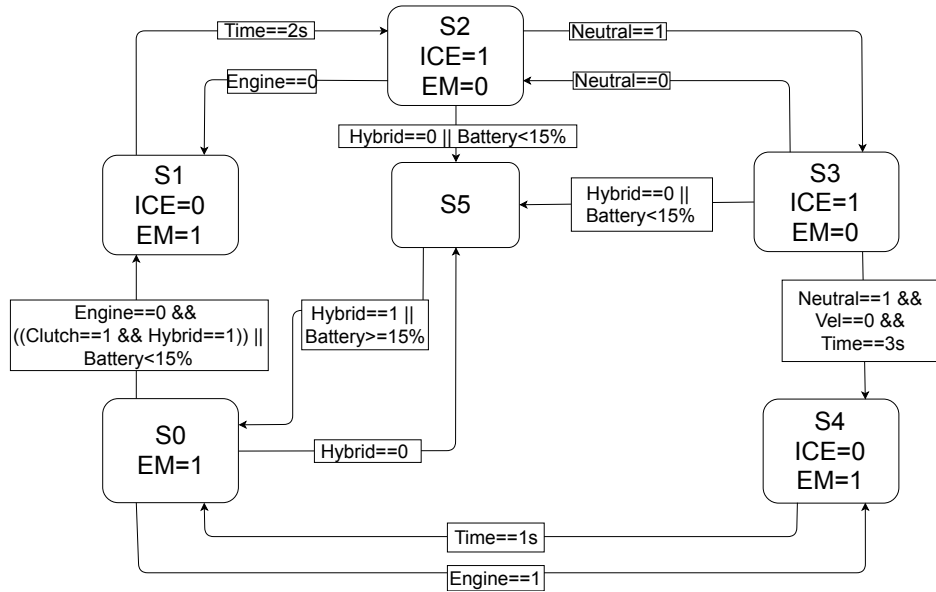 Time==2s
S2
ICE=1
EM=0
Neutral==1
Engine==0
Neutral==0
Hybrid==0 || Battery<15%
S1
ICE=0
EM=1
S5
Hybrid==0 ||
Battery<15%
S3
ICE=1
EM=0
Engine==0 &&
((Clutch==1 && Hybrid==1)) ||
Battery<15%
Hybrid==1 ||
Battery>=15%
Neutral==1 &&
Vel==0 &&
Time==3s
S0
EM=1
Hybrid==0
S4
ICE=0
EM=1
Time==1s
Engine==1